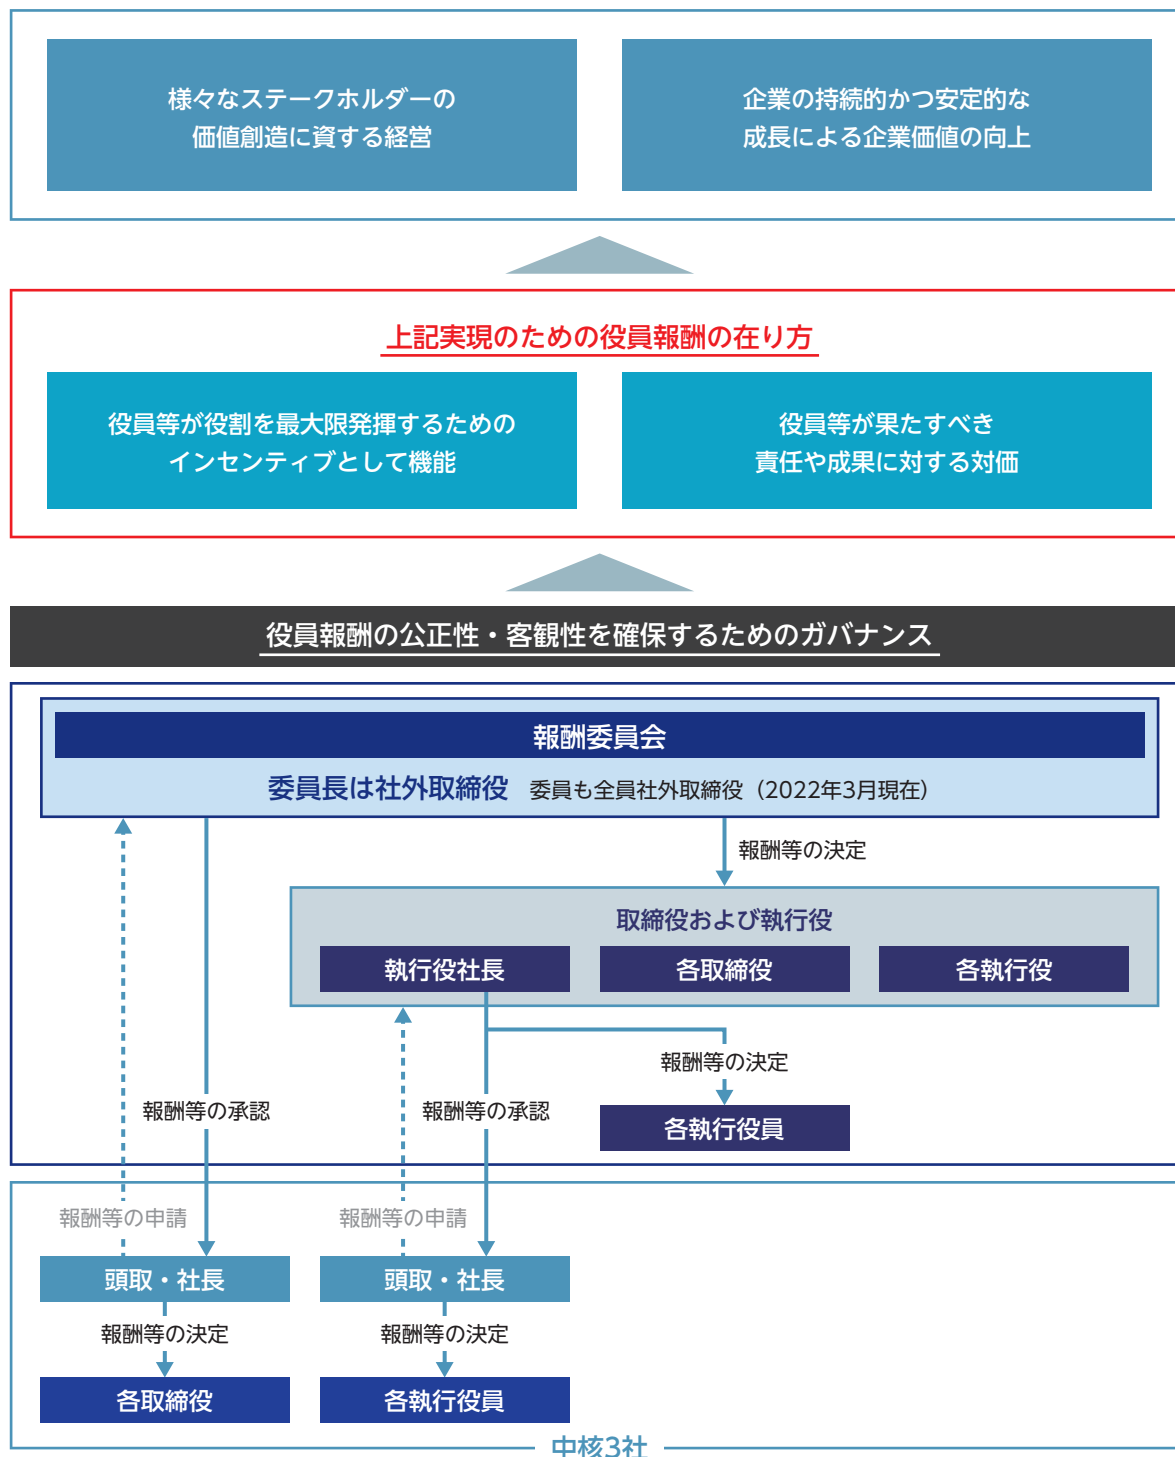 様々なステークホルダーの
価値創造に資する経営
企業の持続的かつ安定的な
成長による企業価値の向上
上記実現のための役員報酬の在り方
役員等が役割を最大限発揮するための
インセンティブとして機能
役員等が果たすべき
責任や成果に対する対価
役員報酬の公正性・客観性を確保するためのガバナンス
報酬委員会
委員長は社外取締役 委員も全員社外取締役（2022年3月現在）
報酬等の決定
取締役および執行役
執行役社長
各取締役
各執行役
報酬等の決定
報酬等の承認
報酬等の承認
各執行役員
報酬等の申請
報酬等の申請
頭取・社長
頭取・社長
報酬等の決定
報酬等の決定
各取締役
各執行役員
中核3社